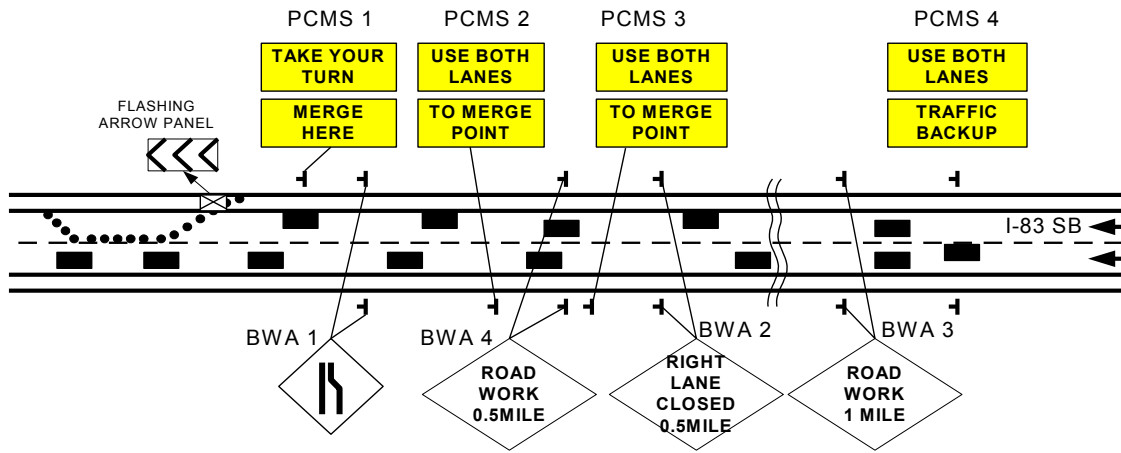 PCMS 1
PCMS 2
PCMS 3
PCMS 4
TAKE YOUR
TURN
USE BOTH
LANES
USE BOTH
LANES
USE BOTH
LANES
FLASHING
ARROW PANEL
MERGE
HERE
TO MERGE
POINT
TO MERGE
POINT
TRAFFIC
BACKUP
I-83 SB
BWA 1
BWA 4
BWA 2
BWA 3
ROAD
WORK
0.5MILE
RIGHT
LANE
CLOSED
0.5MILE
ROAD
WORK
1 MILE